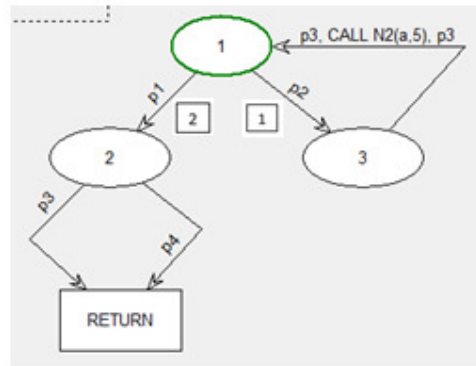 p3, CALL N2(a,5), p3
1
p1
p2
2
1
2
3
p3
p4
RETURN